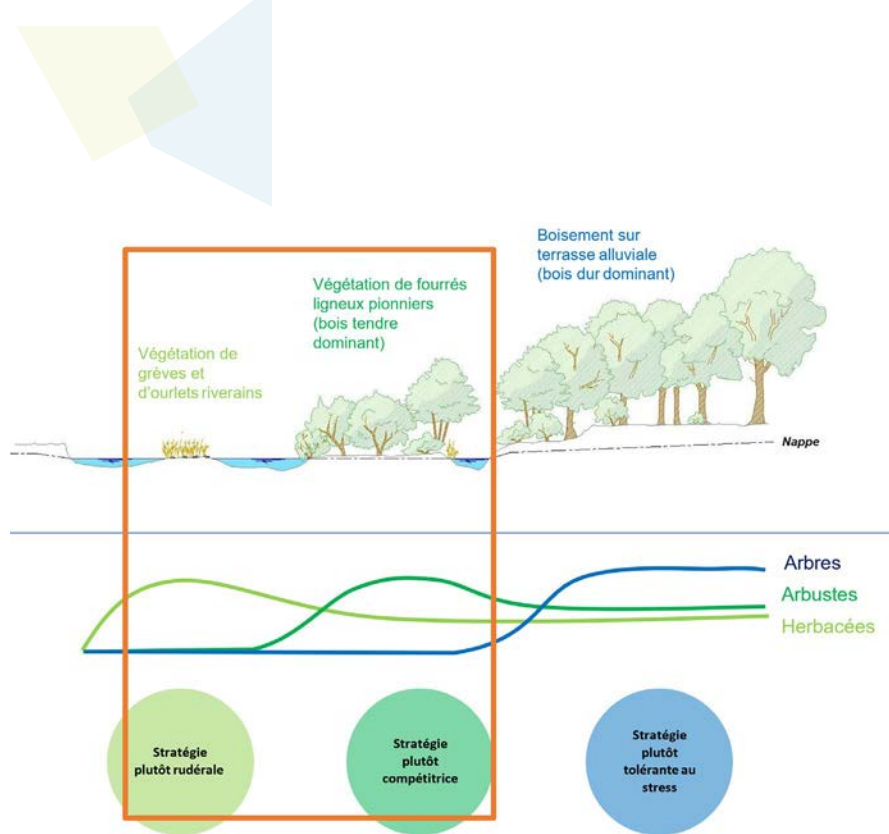 Boisement sur
terrasse alluviale
(bois dur dominant)
Végétation de fourrés
ligneux pionniers
(bois tendre
dominant)
Végétation de
grèves et
d'ourlets riverains
Nappe
Arbres
Arbustes
Herbacées
Stratégie
plutôt rudérale
Stratégie
plutôt
compétitrice
Stratégie
plutôt
tolérante au
stress